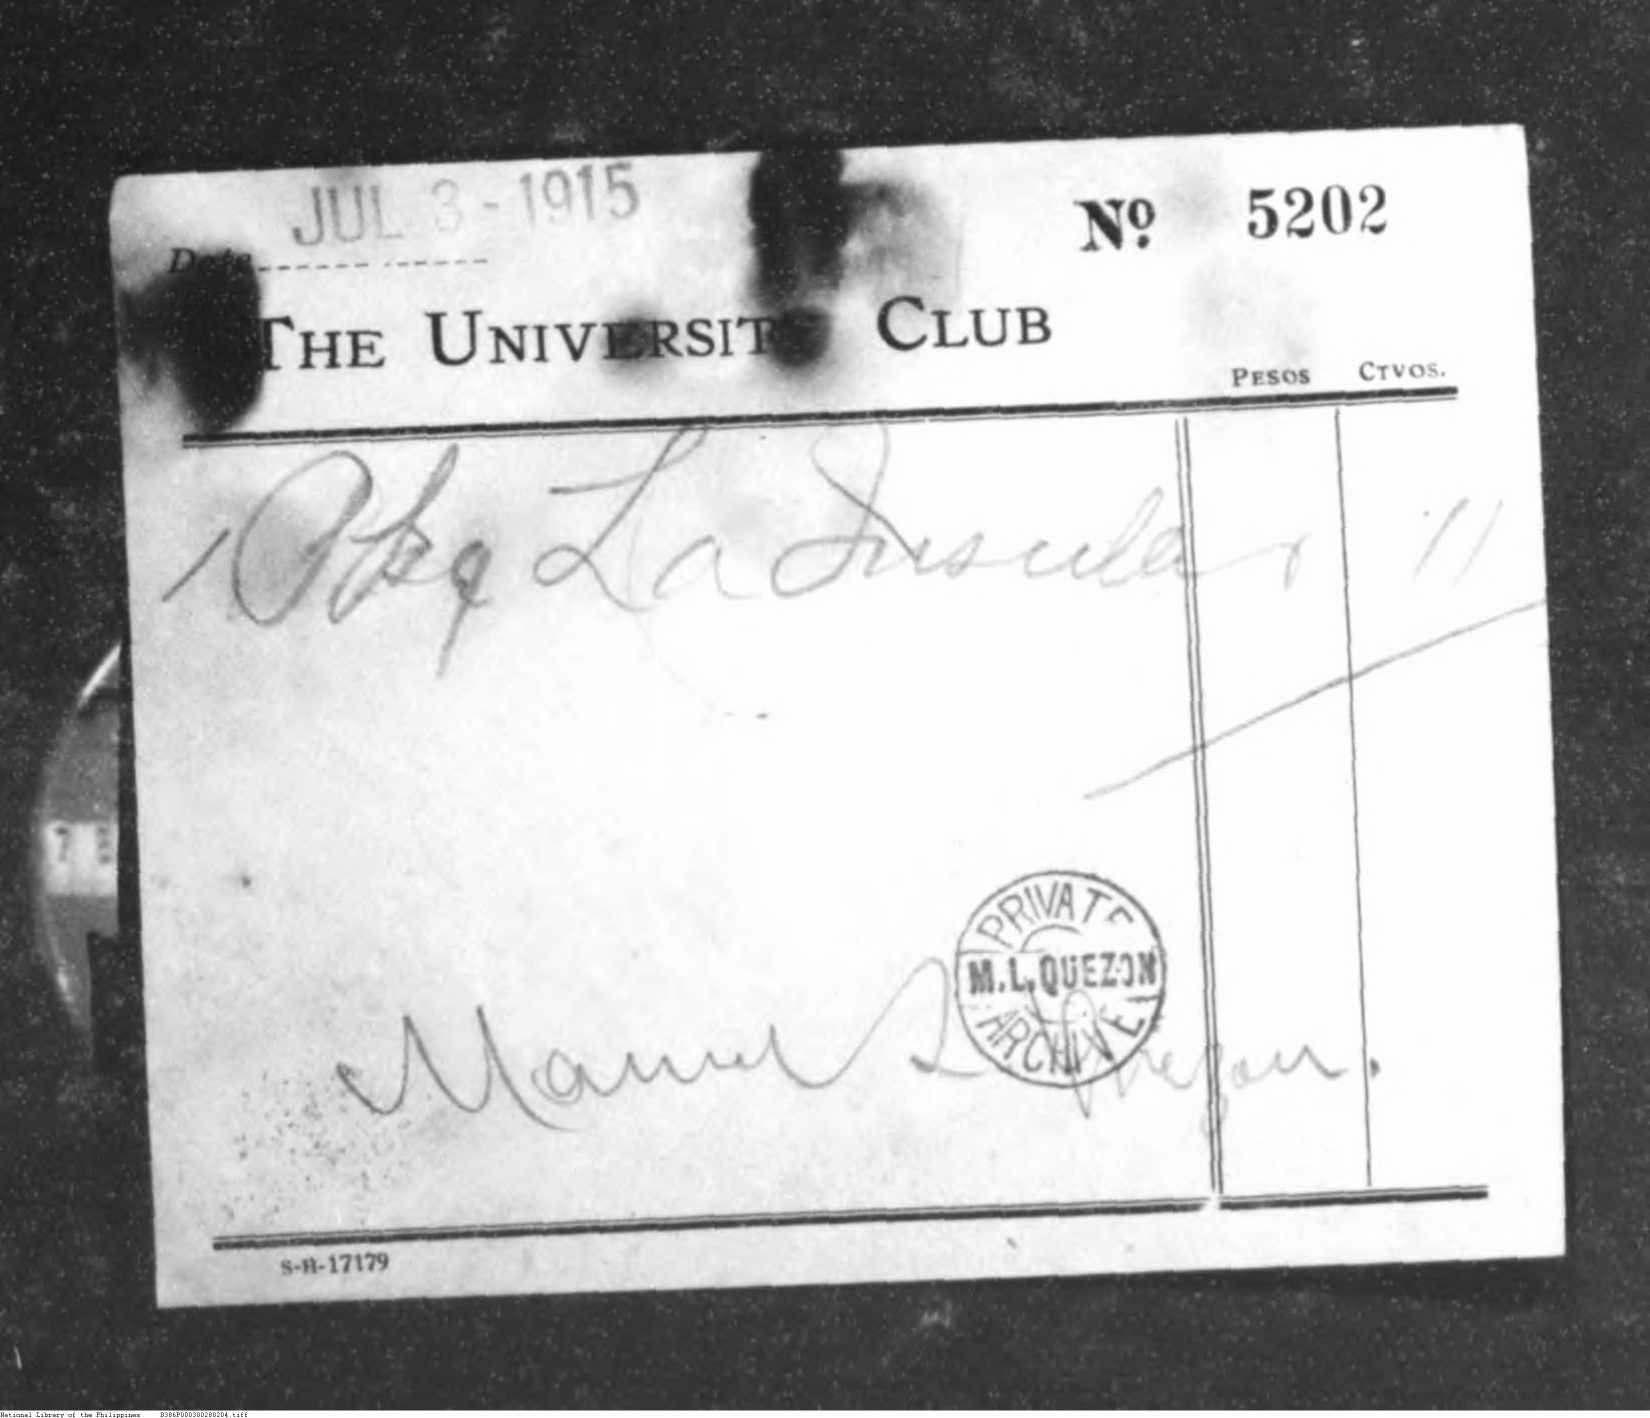 JUL 3 - 1915
Nº 5202
Date
THE UNIVERSITY CLUB
PESOS CTVOS.
1 Pkg La Insular 11
PRIVATE
M.L.QUEZON
ARCHIVE
Manuel L Quezon.
S-H-17179
National Library of the Philippines